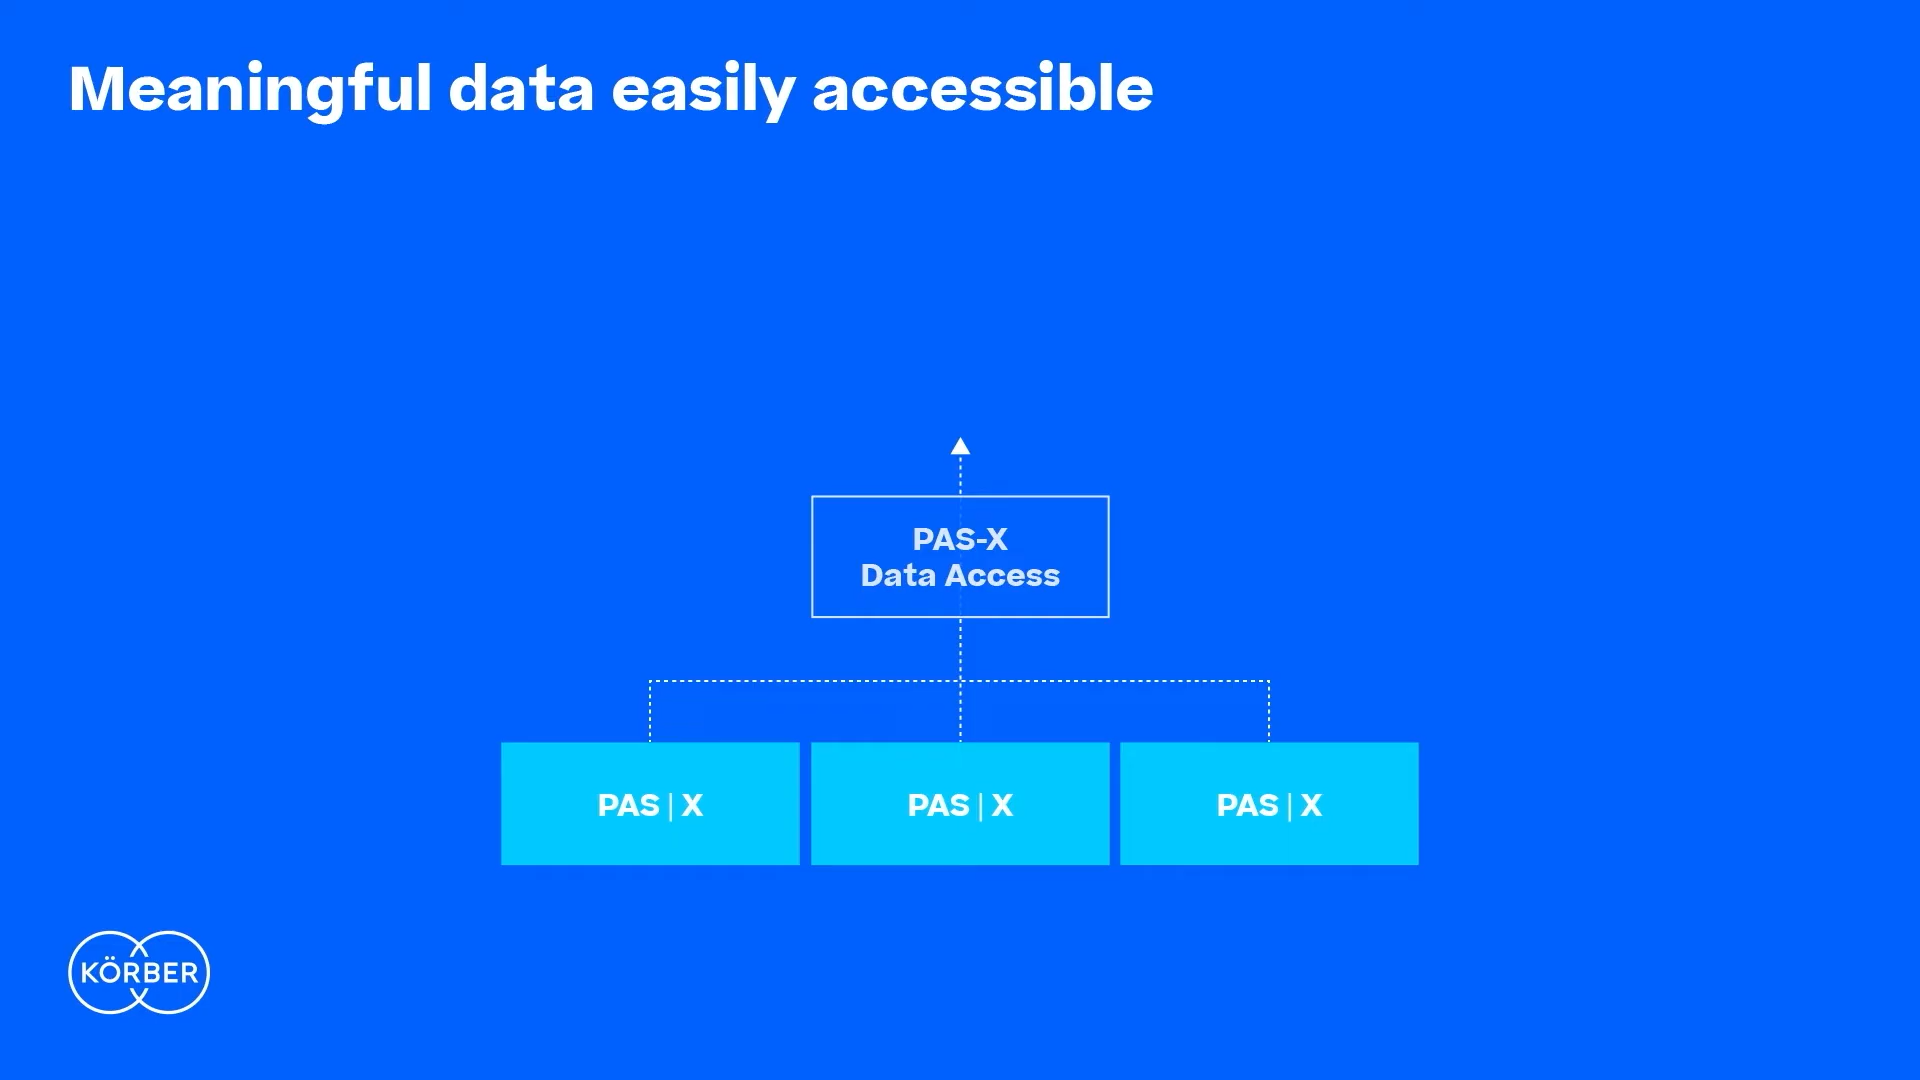 Meaningful data easily accessible
PAS-X
Data Access
PAS | X
PAS | X
PAS | X
KÖRBER